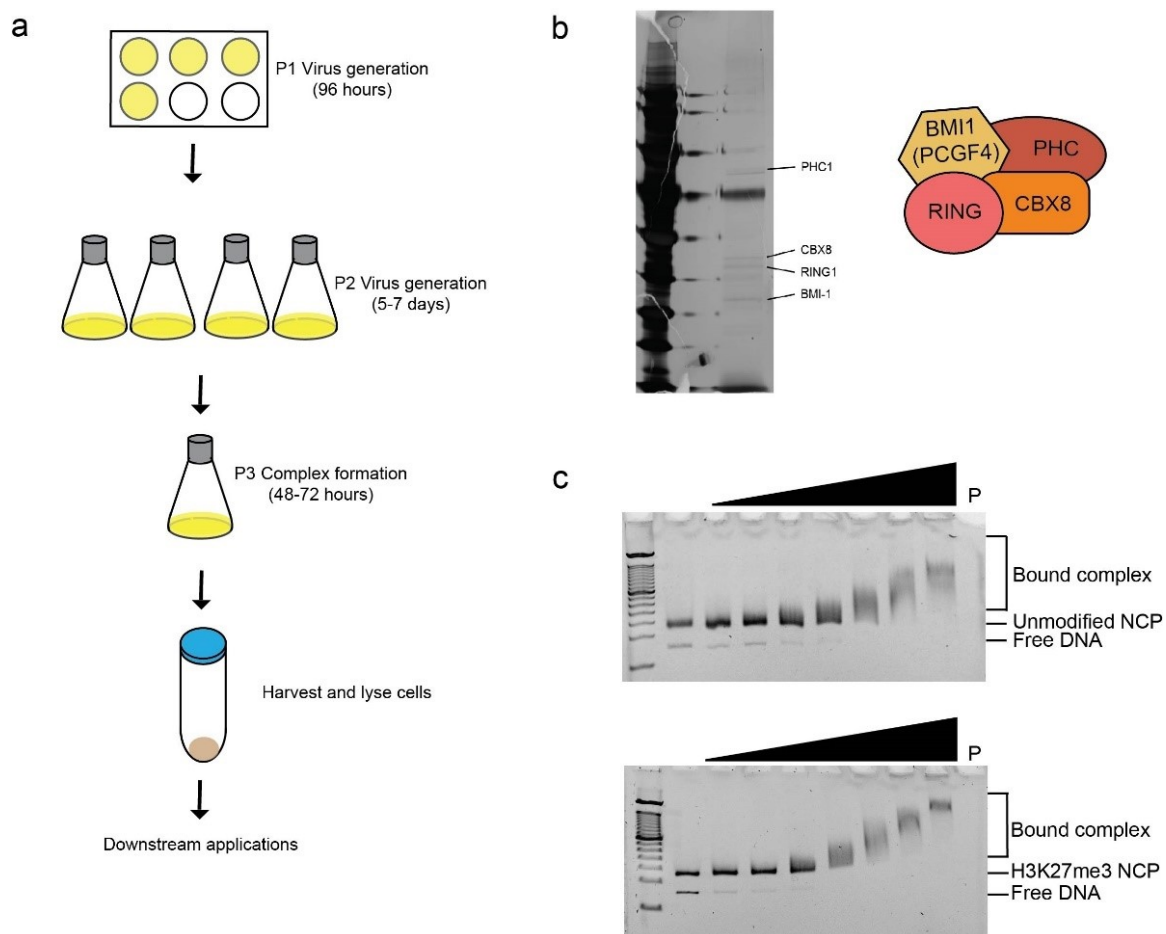 a
P1 Virus generation
(96 hours)
P2 Virus generation
(5-7 days)
P3 Complex formation
(48-72 hours)
Harvest and lyse cells
Downstream applications
b
PHC1
CBX8
RING1
BMI-1
BMI1
(PCGF4)
PHC
RING
CBX8
c
P
Bound complex
Unmodified NCP
Free DNA
P
Bound complex
H3K27me3 NCP
Free DNA